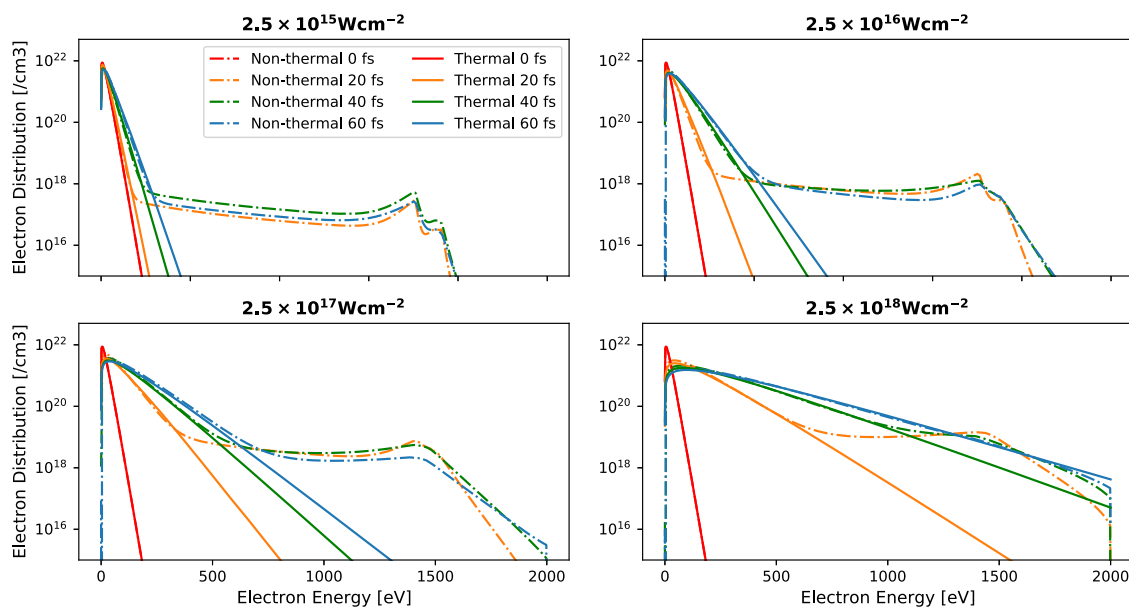 2.5 × 10¹⁵Wcm⁻²
2.5 × 10¹⁶Wcm⁻²
Electron Distribution [/cm3]
10²²
10²⁰
10¹⁸
10¹⁶
Non-thermal 0 fs
Non-thermal 20 fs
Non-thermal 40 fs
Non-thermal 60 fs
Thermal 0 fs
Thermal 20 fs
Thermal 40 fs
Thermal 60 fs
10²²
10²⁰
10¹⁸
10¹⁶
2.5 × 10¹⁷Wcm⁻²
2.5 × 10¹⁸Wcm⁻²
Electron Distribution [/cm3]
10²²
10²⁰
10¹⁸
10¹⁶
10²²
10²⁰
10¹⁸
10¹⁶
0 500 1000 1500 2000
0 500 1000 1500 2000
Electron Energy [eV]
Electron Energy [eV]